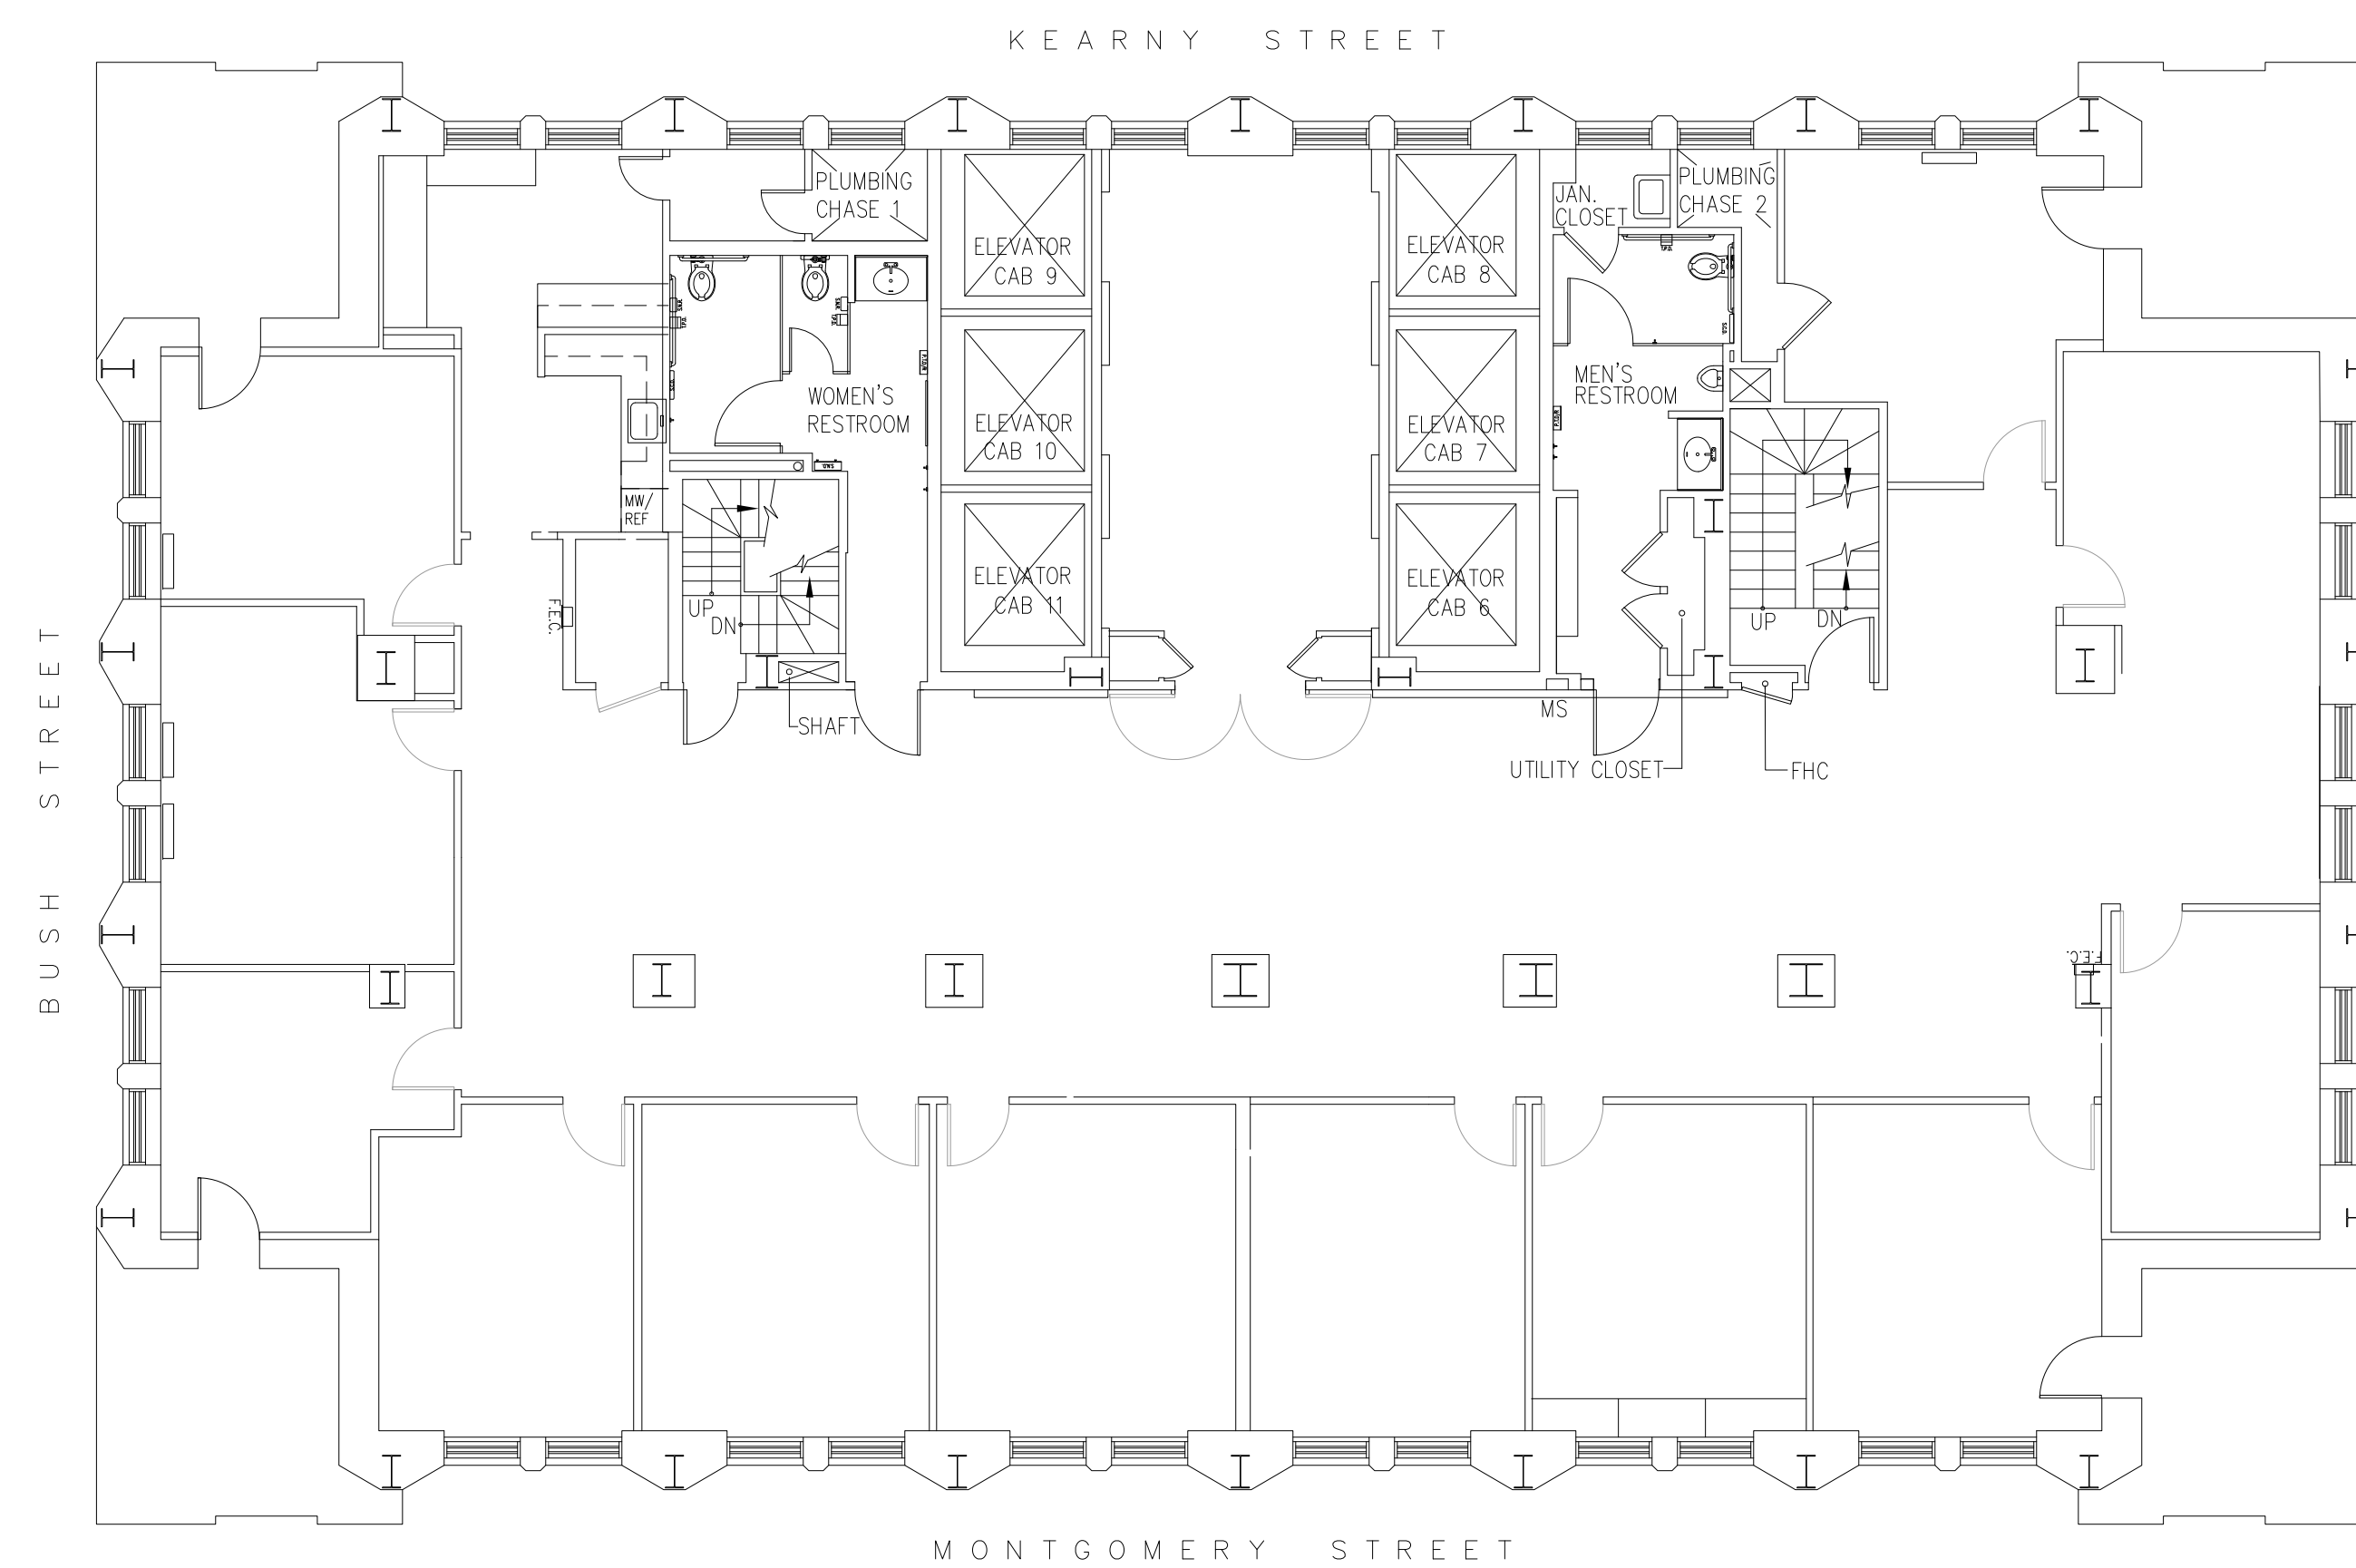 KEARNY STREET
PLUMBING
CHASE 1
ELEVATOR
CAB 9
ELEVATOR
CAB 8
JAN.
CLOSET
PLUMBING
CHASE 2
T.P.D.
S.N.R.
T.P.D.
S.N.R.
T.P.D.
S.C.D.
WOMEN'S
RESTROOM
ELEVATOR
CAB 10
ELEVATOR
CAB 7
MEN'S
RESTROOM
MW/
REF
ELEVATOR
CAB 11
ELEVATOR
CAB 6
F.E.C.
UP
DN
UP
DN
SHAFT
MS
UTILITY CLOSET
FHC
BUSH STREET
F.E.C.
MONTGOMERY STREET